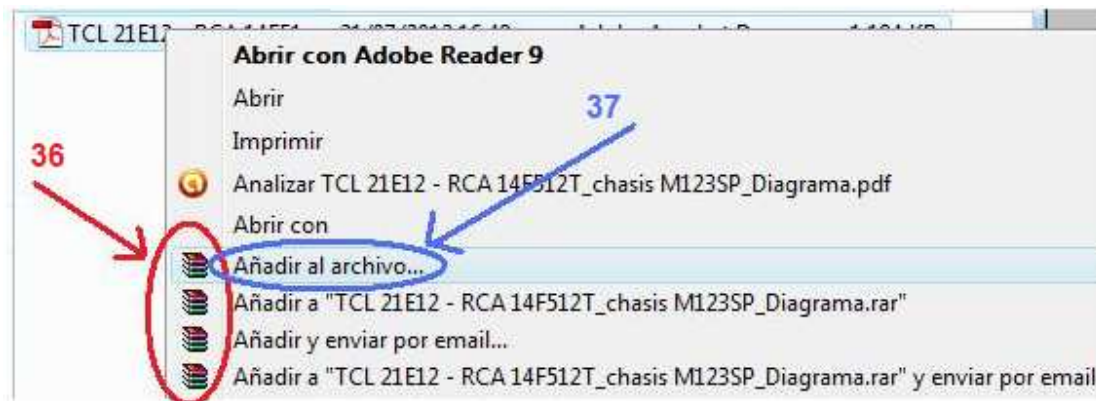 TCL 21E12
Abrir con Adobe Reader 9
Abrir
37
Imprimir
36
Analizar TCL 21E12 - RCA 14F512T_chasis M123SP_Diagrama.pdf
Abrir con
Añadir al archivo...
Añadir a "TCL 21E12 - RCA 14F512T_chasis M123SP_Diagrama.rar"
Añadir y enviar por email...
Añadir a "TCL 21E12 - RCA 14F512T_chasis M123SP_Diagrama.rar" y enviar por email